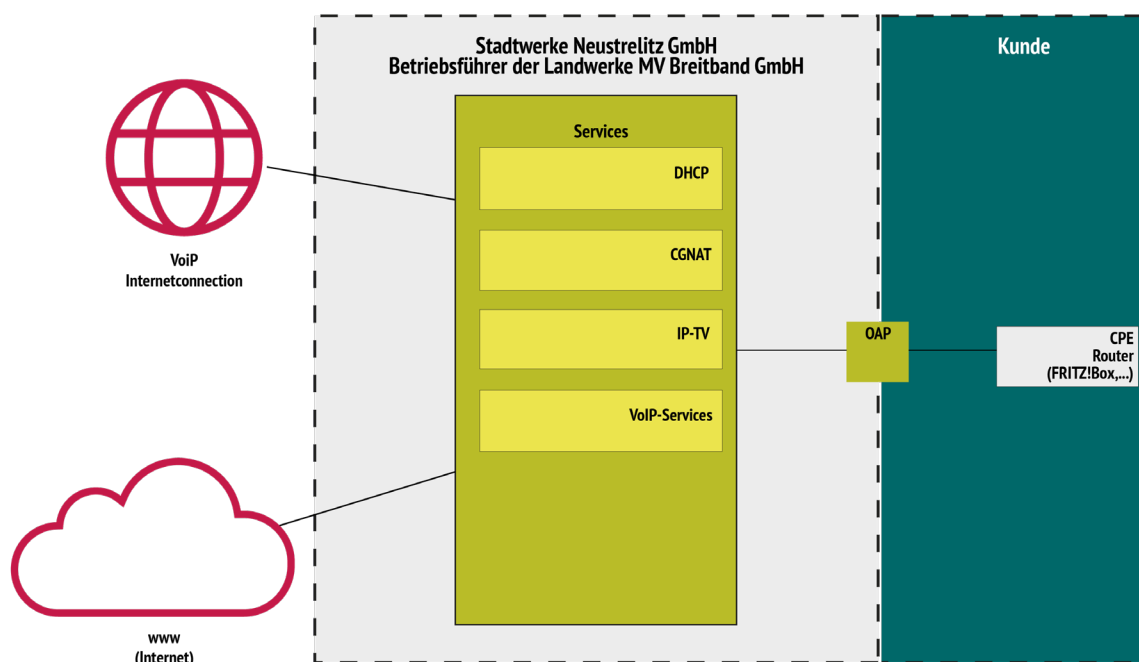 Stadtwerke Neustrelitz GmbH
Betriebsführer der Landwerke MV Breitband GmbH
Kunde
Services
DHCP
CGNAT
IP-TV
VoIP-Services
VoiP
Internetconnection
OAP
CPE
Router
(FRITZ!Box,...)
www
(Internet)